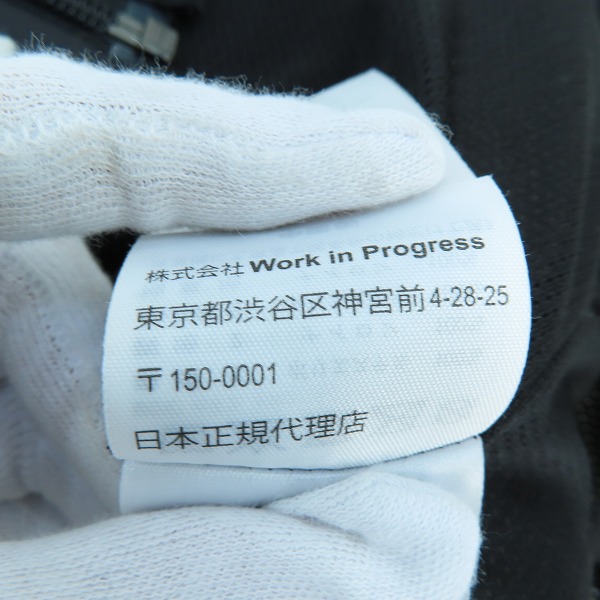 株式会社 Work in Progress
東京都渋谷区神宮前4-28-25
〒150-0001
日本正規代理店